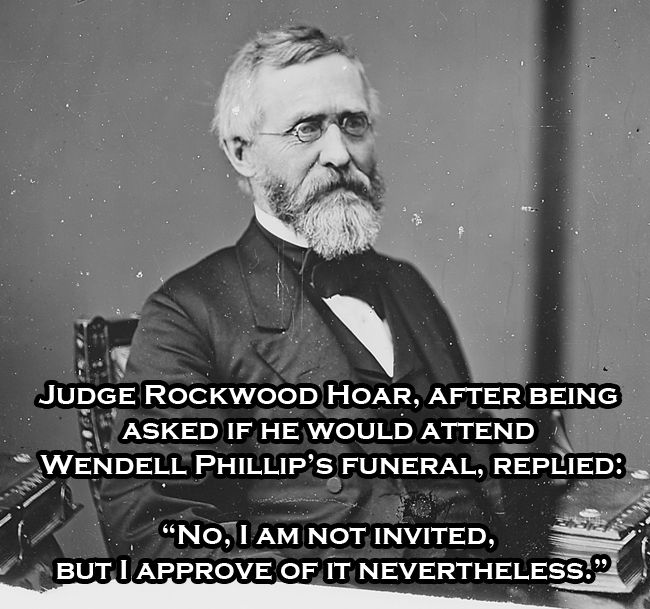 Judge Rockwood Hoar, after being
asked if he would attend
Wendell Phillip's funeral, replied:
“No, I am not invited,
but I approve of it nevertheless.”